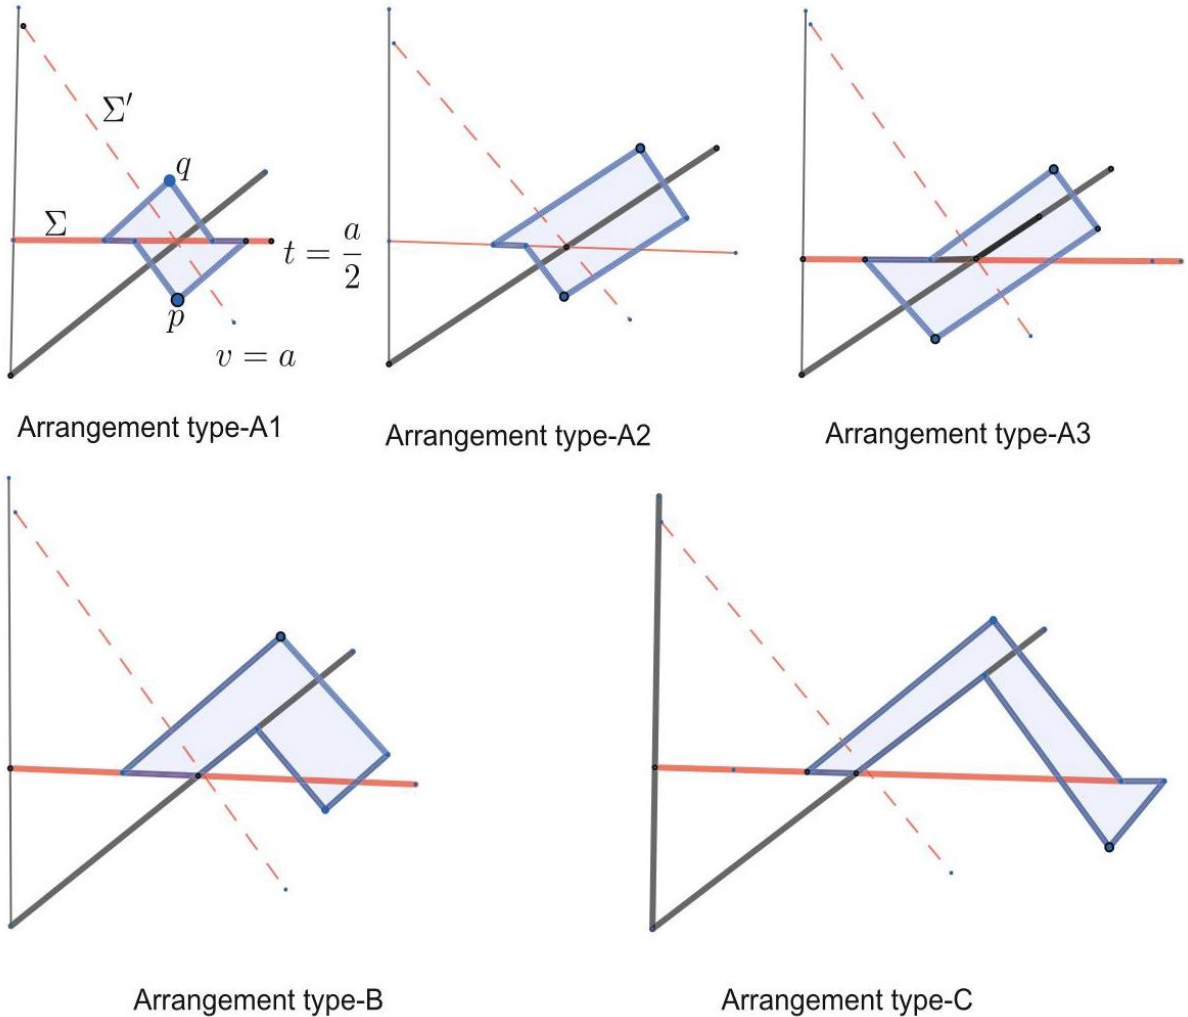 Σ′
q
Σ
t = a/2
p
v = a
Arrangement type-A1
Arrangement type-A2
Arrangement type-A3
Arrangement type-B
Arrangement type-C